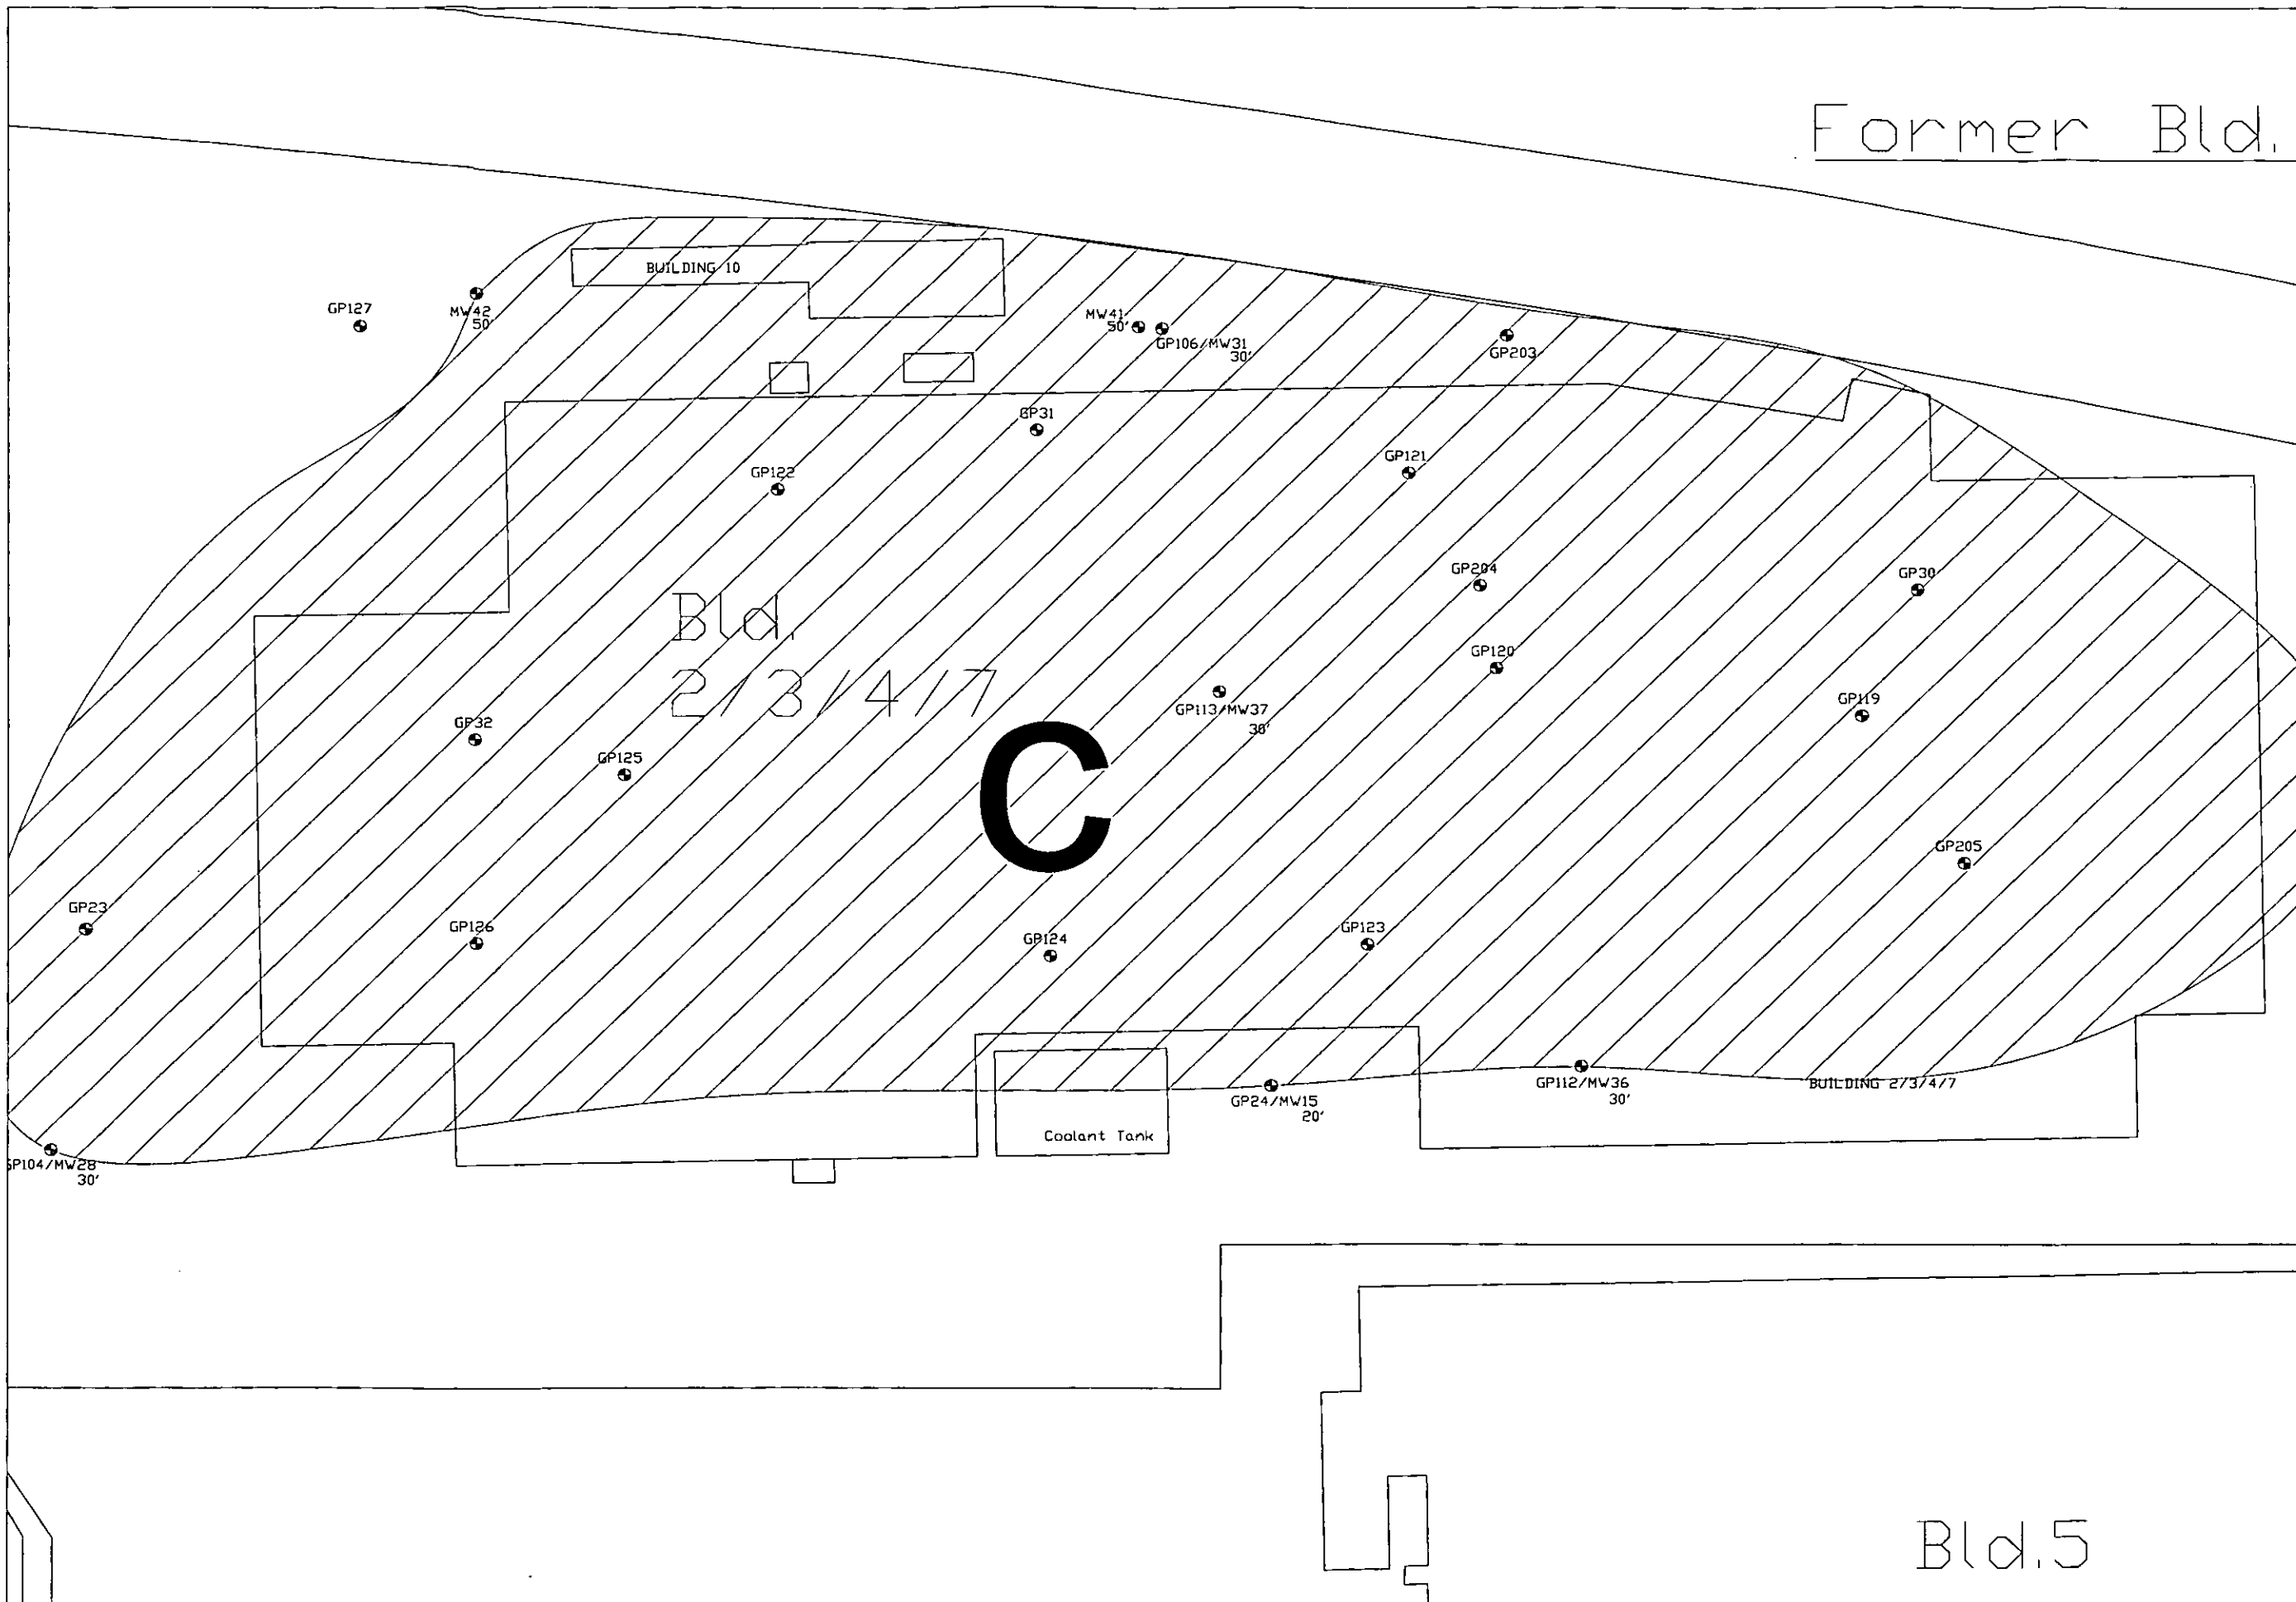 Former Bld.
BUILDING 10
GP127
MW42
50'
MW41
50'
GP106/MW31
30'
GP203
GP31
GP122
GP121
GP204
GP30
Bld.
2/3/4/7
GP120
GP113/MW37
30'
GP119
GP32
GP125
C
GP205
GP23
GP126
GP124
GP123
GP112/MW36
30'
BUILDING 2/3/4/7
GP24/MW15
20'
Coolant Tank
GP104/MW28
30'
Bld.5